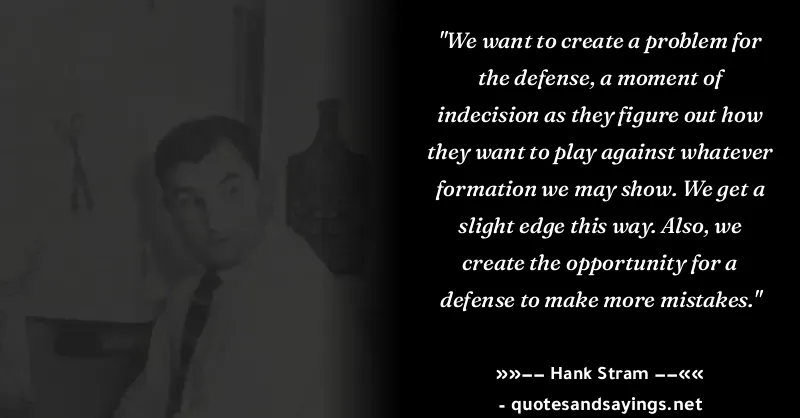 "We want to create a problem for
the defense, a moment of
indecision as they figure out how
they want to play against whatever
formation we may show. We get a
slight edge this way. Also, we
create the opportunity for a
defense to make more mistakes."
»»–– Hank Stram ––««
- quotesandsayings.net